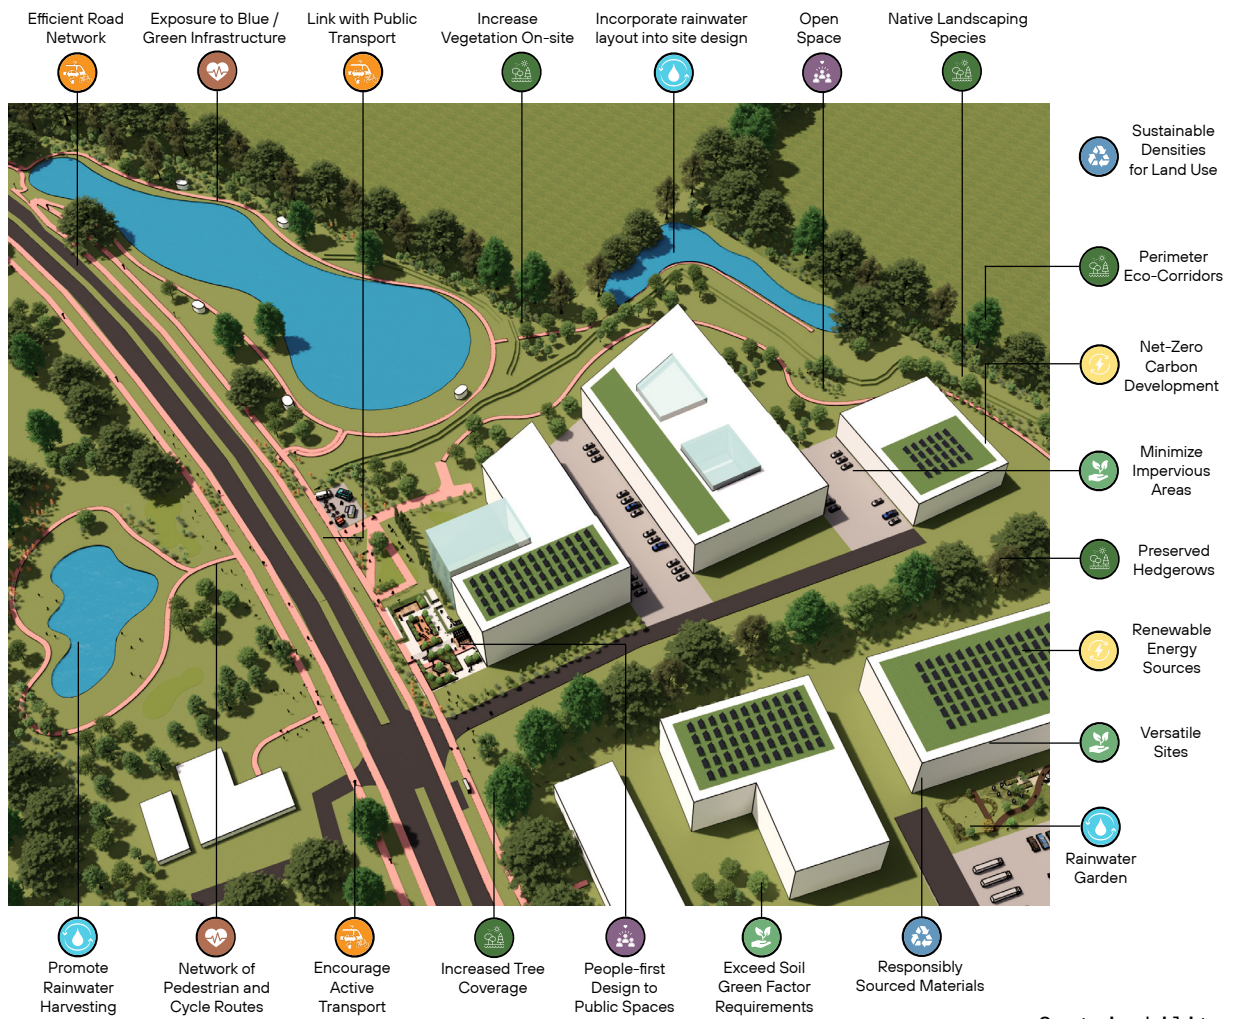 Efficient Road
Network
Exposure to Blue /
Green Infrastructure
Link with Public
Transport
Increase
Vegetation On-site
Incorporate rainwater
layout into site design
Open
Space
Native Landscaping
Species
Sustainable
Densities
for Land Use
Perimeter
Eco-Corridors
Net-Zero
Carbon
Development
Minimize
Impervious
Areas
Preserved
Hedgerows
Renewable
Energy
Sources
Versatile
Sites
Rainwater
Garden
Promote
Rainwater
Harvesting
Network of
Pedestrian and
Cycle Routes
Encourage
Active
Transport
Increased Tree
Coverage
People-first
Design to
Public Spaces
Exceed Soil
Green Factor
Requirements
Responsibly
Sourced Materials